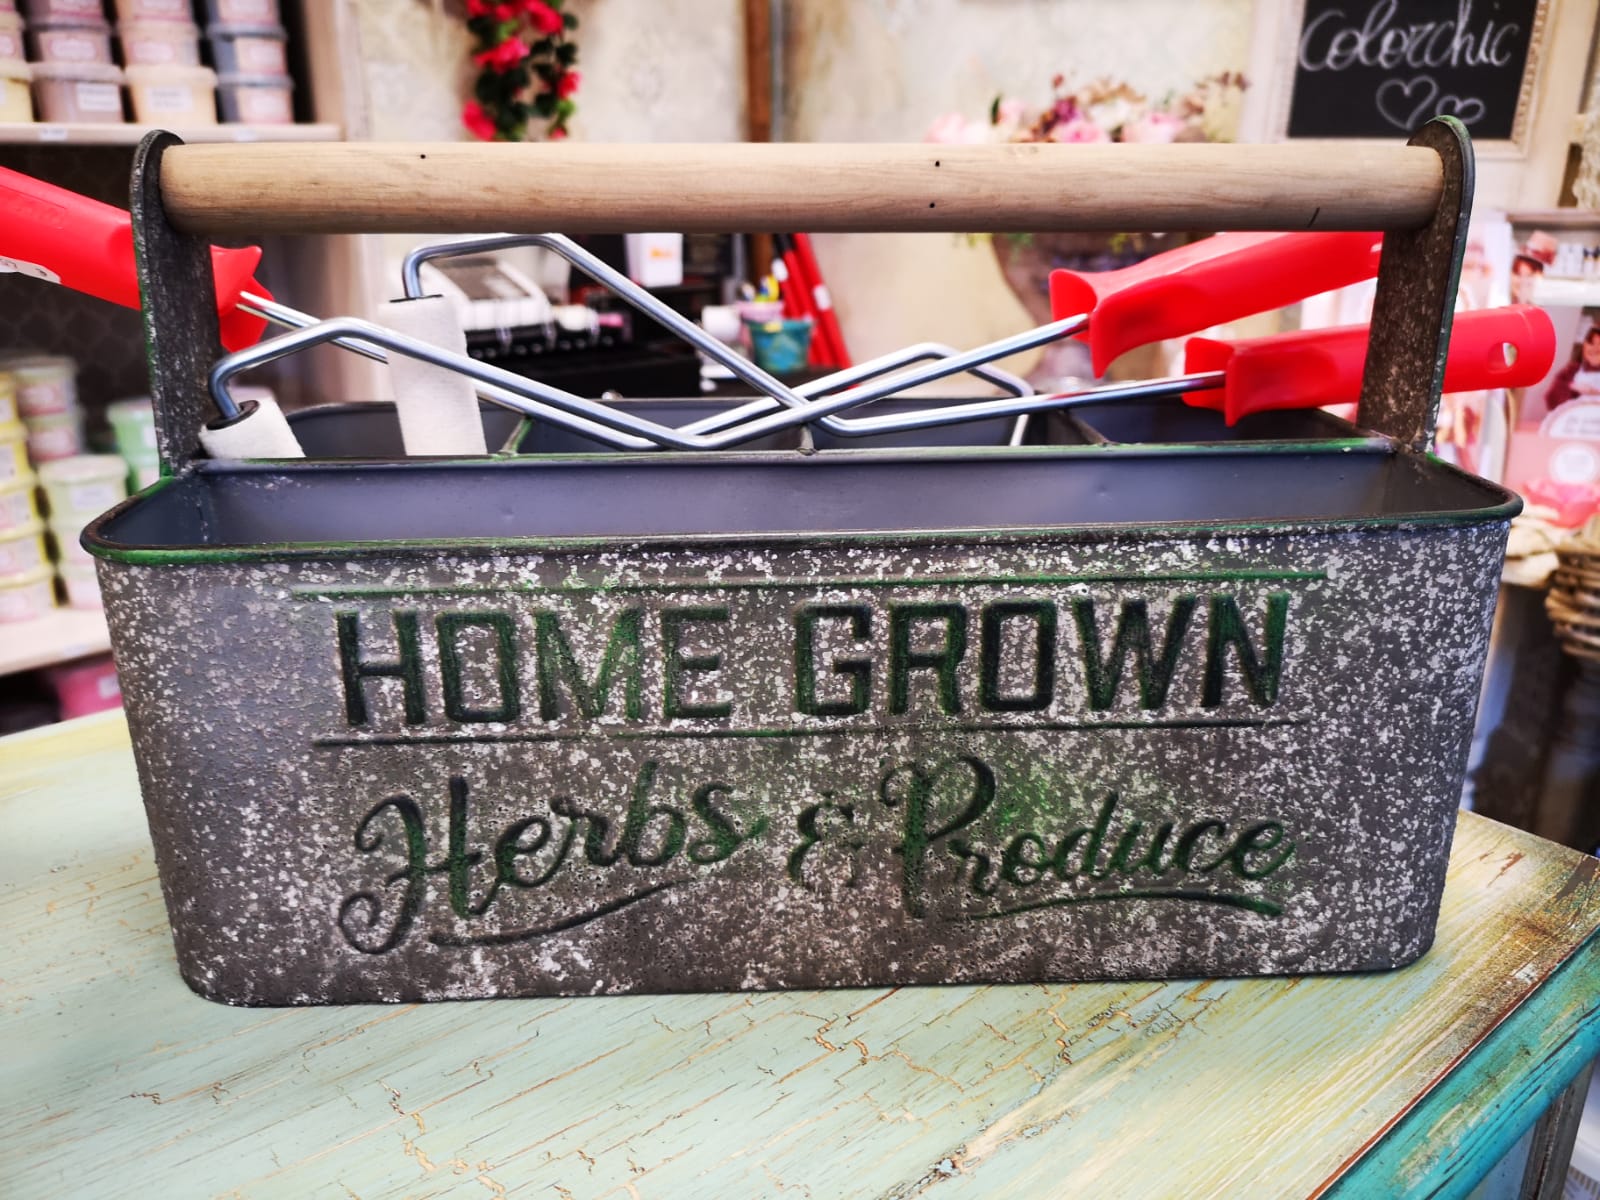 Colorchic
HOME GROWN
Herbs & Produce